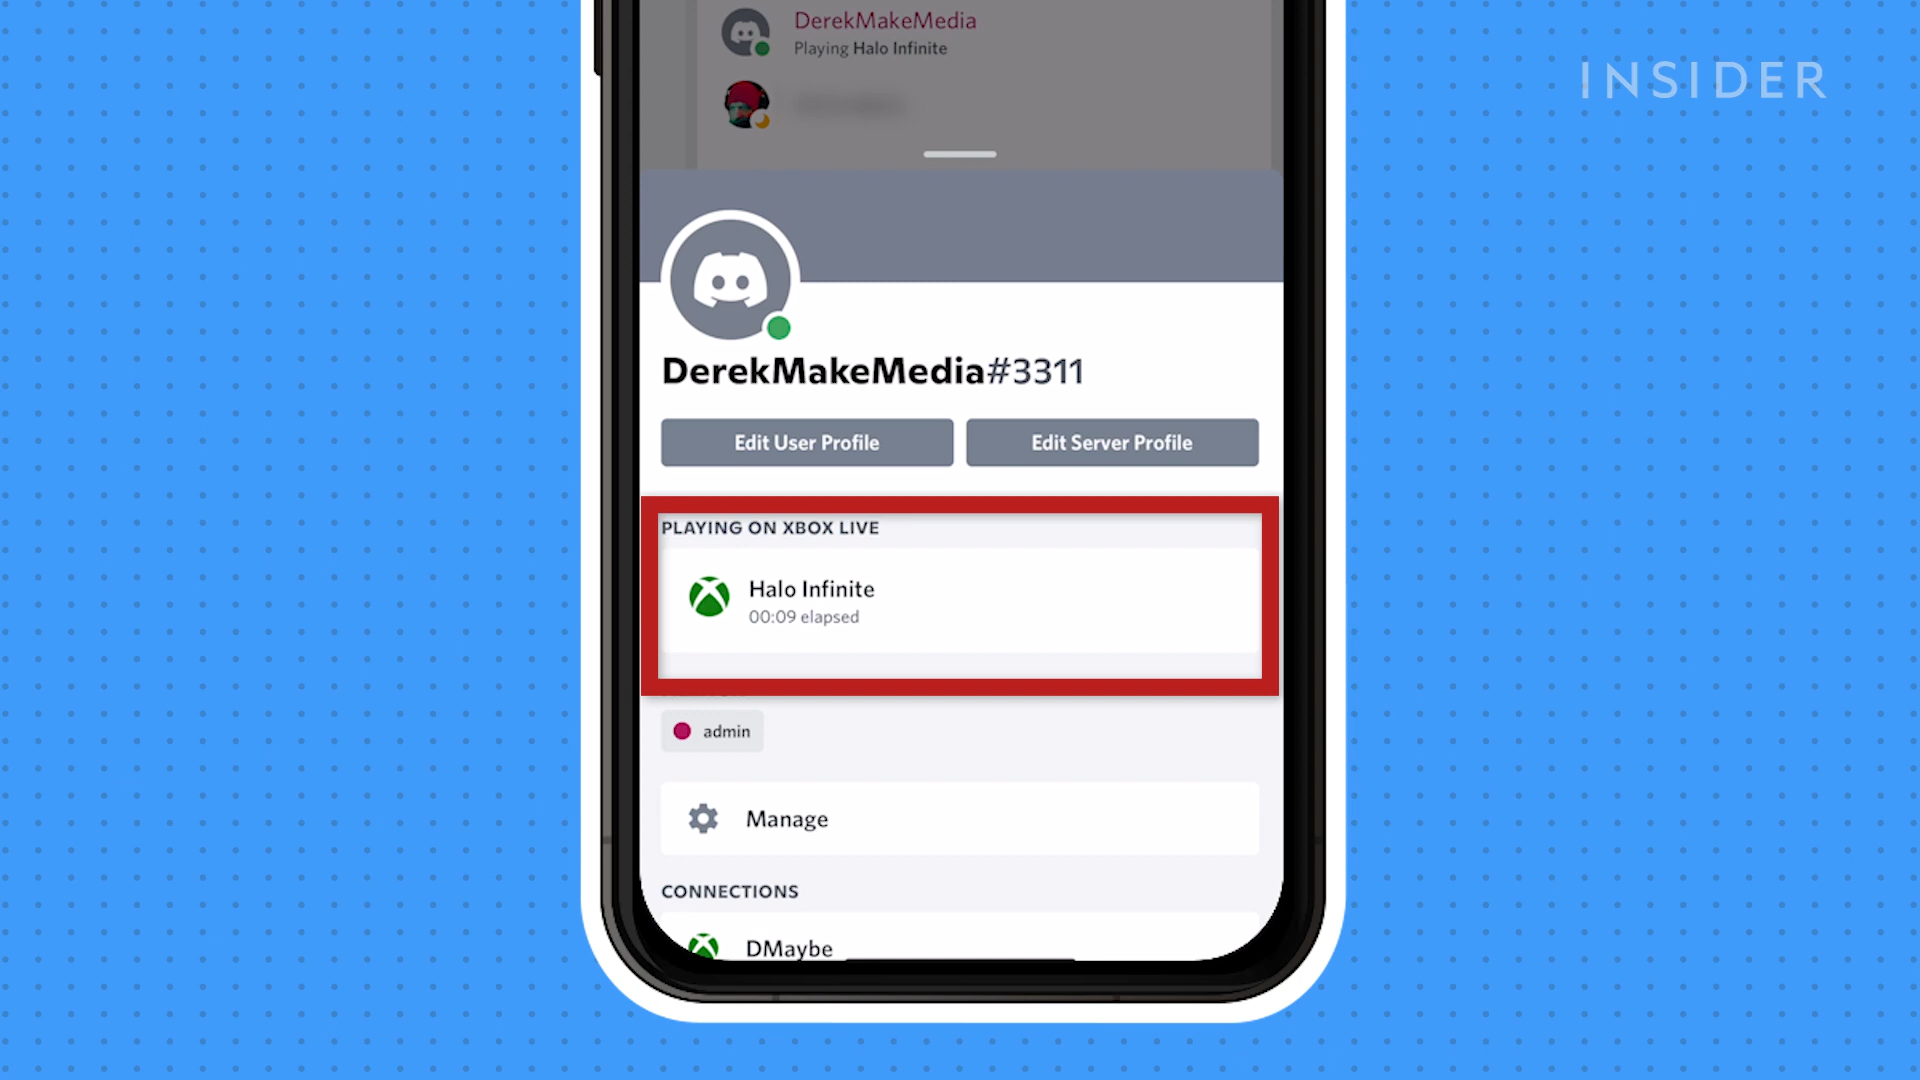 DerekMakeMedia
Playing Halo Infinite
INSIDER
DerekMakeMedia#3311
Edit User Profile
Edit Server Profile
PLAYING ON XBOX LIVE
Halo Infinite
00:09 elapsed
admin
Manage
CONNECTIONS
DMaybe